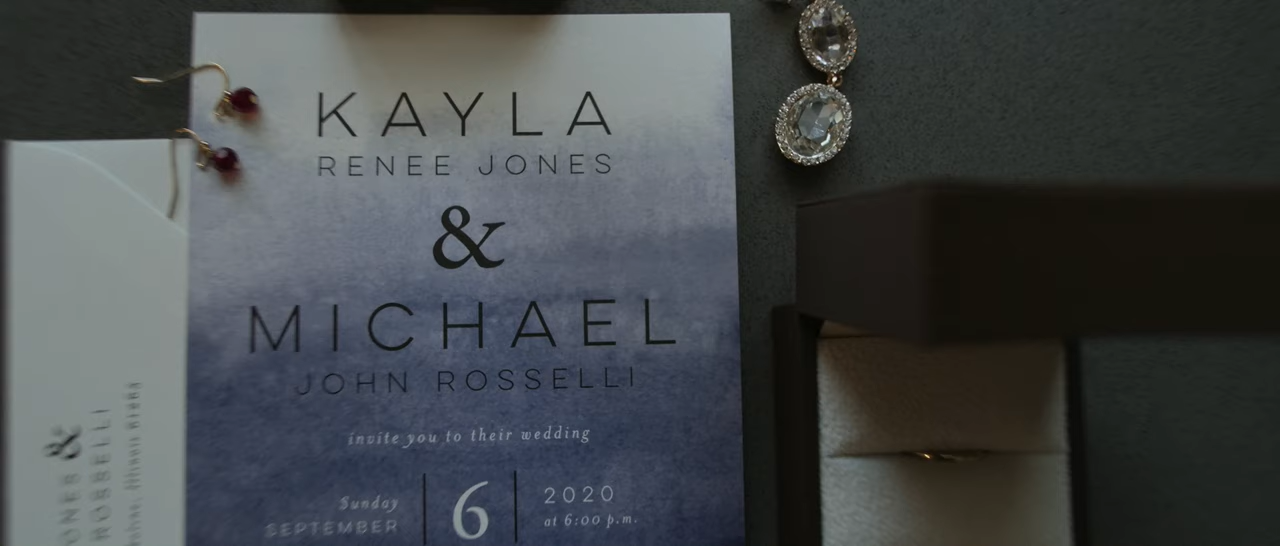 KAYLA
RENEE JONES
&
MICHAEL
JOHN ROSSELLI
invite you to their wedding
Sunday
SEPTEMBER
6
2020
at 6:00 p.m.
&
ROSSELLI